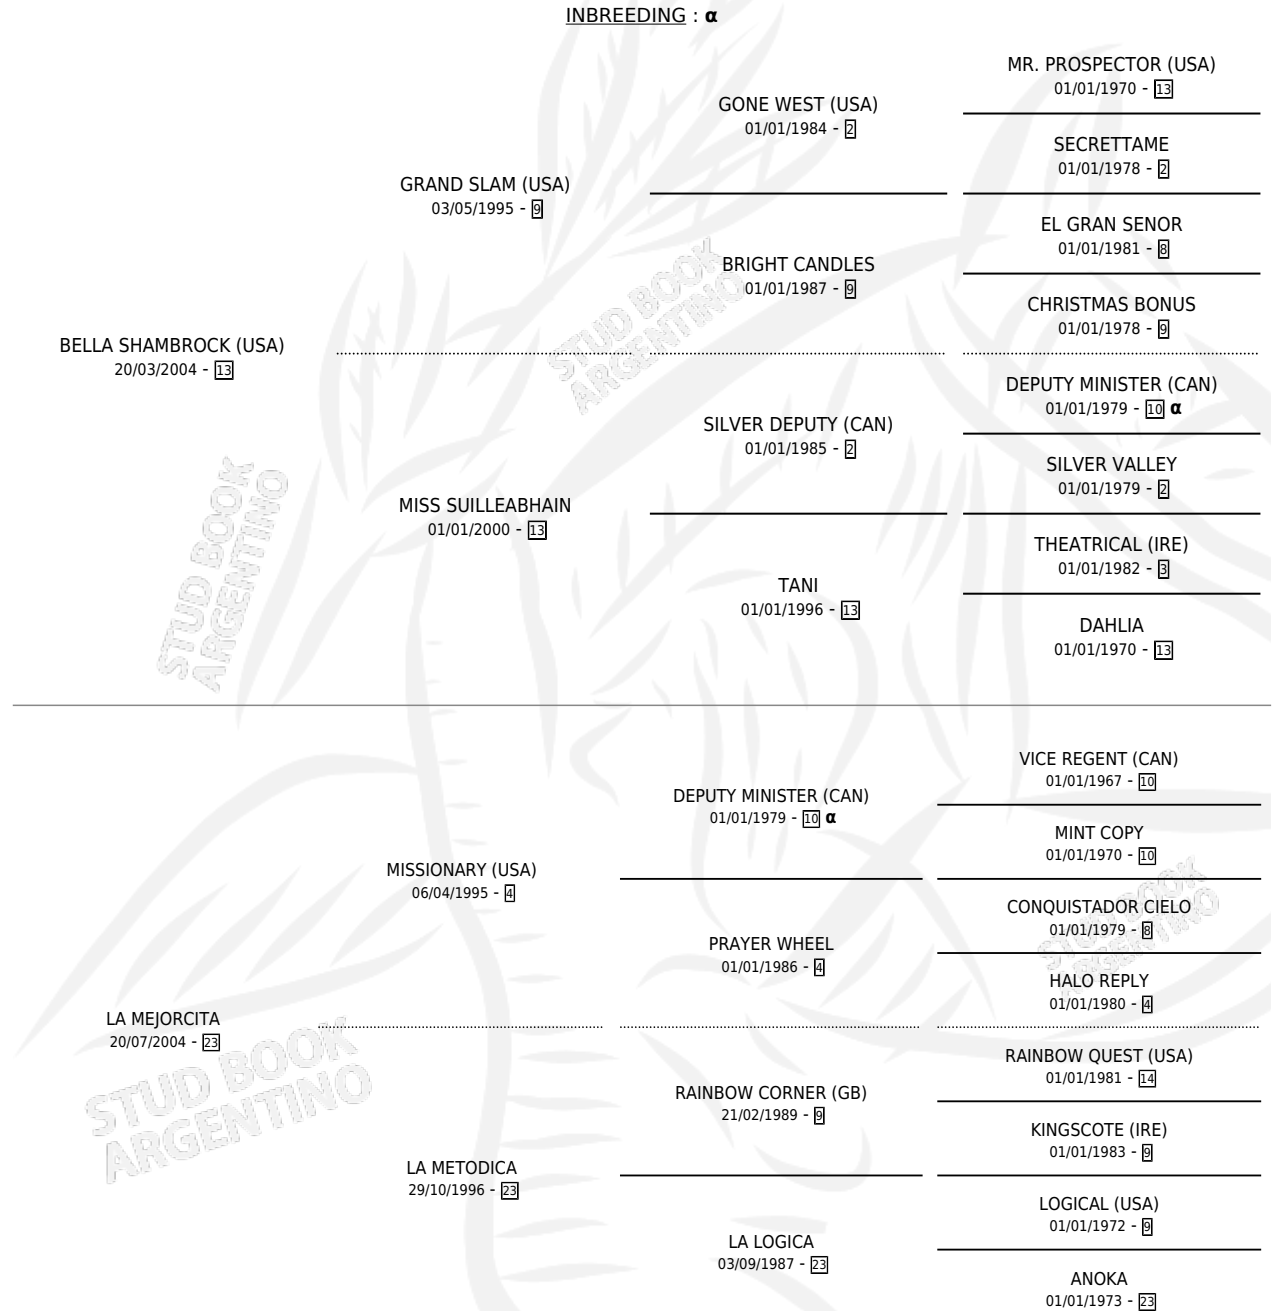 INBREEDING : α
MR. PROSPECTOR (USA)
01/01/1970 - 13
GONE WEST (USA)
01/01/1984 - 2
SECRETTAME
01/01/1978 - 2
GRAND SLAM (USA)
03/05/1995 - 9
EL GRAN SENOR
01/01/1981 - 8
BRIGHT CANDLES
01/01/1987 - 9
CHRISTMAS BONUS
01/01/1978 - 9
BELLA SHAMBROCK (USA)
20/03/2004 - 13
DEPUTY MINISTER (CAN)
01/01/1979 - 10 α
SILVER DEPUTY (CAN)
01/01/1985 - 2
SILVER VALLEY
01/01/1979 - 2
MISS SUILLEABHAIN
01/01/2000 - 13
THEATRICAL (IRE)
01/01/1982 - 3
TANI
01/01/1996 - 13
DAHLIA
01/01/1970 - 13
VICE REGENT (CAN)
01/01/1967 - 10
DEPUTY MINISTER (CAN)
01/01/1979 - 10 α
MINT COPY
01/01/1970 - 10
MISSIONARY (USA)
06/04/1995 - 4
CONQUISTADOR CIELO
01/01/1979 - 8
PRAYER WHEEL
01/01/1986 - 4
HALO REPLY
01/01/1980 - 4
LA MEJORCITA
20/07/2004 - 23
RAINBOW QUEST (USA)
01/01/1981 - 14
RAINBOW CORNER (GB)
21/02/1989 - 9
KINGSCOTE (IRE)
01/01/1983 - 9
LA METODICA
29/10/1996 - 23
LOGICAL (USA)
01/01/1972 - 9
LA LOGICA
03/09/1987 - 23
ANOKA
01/01/1973 - 23
STUD BOOK
ARGENTINO
STUD BOOK
ARGENTINO
STUD BOOK
ARGENTINO
STUD BOOK
ARGENTINO